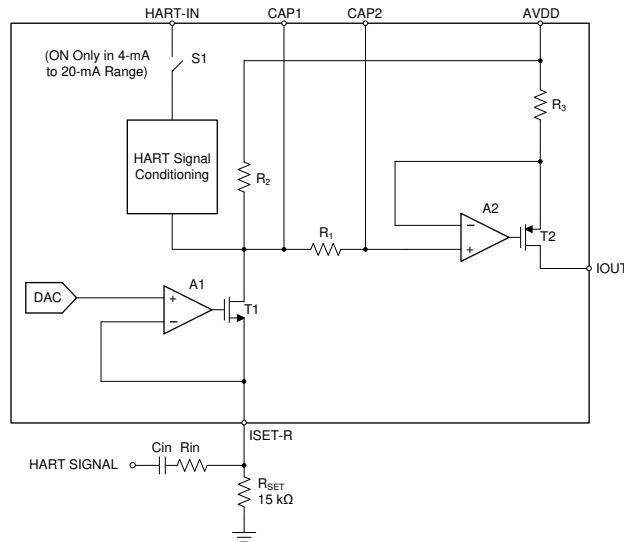 HART-IN
CAP1
CAP2
AVDD
(ON Only in 4-mA
to 20-mA Range)
S1
R3
HART Signal
Conditioning
R2
A2
R1
T2
−
+
IOUT
A1
DAC
+
−
T1
ISET-R
Cin
Rin
HART SIGNAL
RSET
15 kΩ